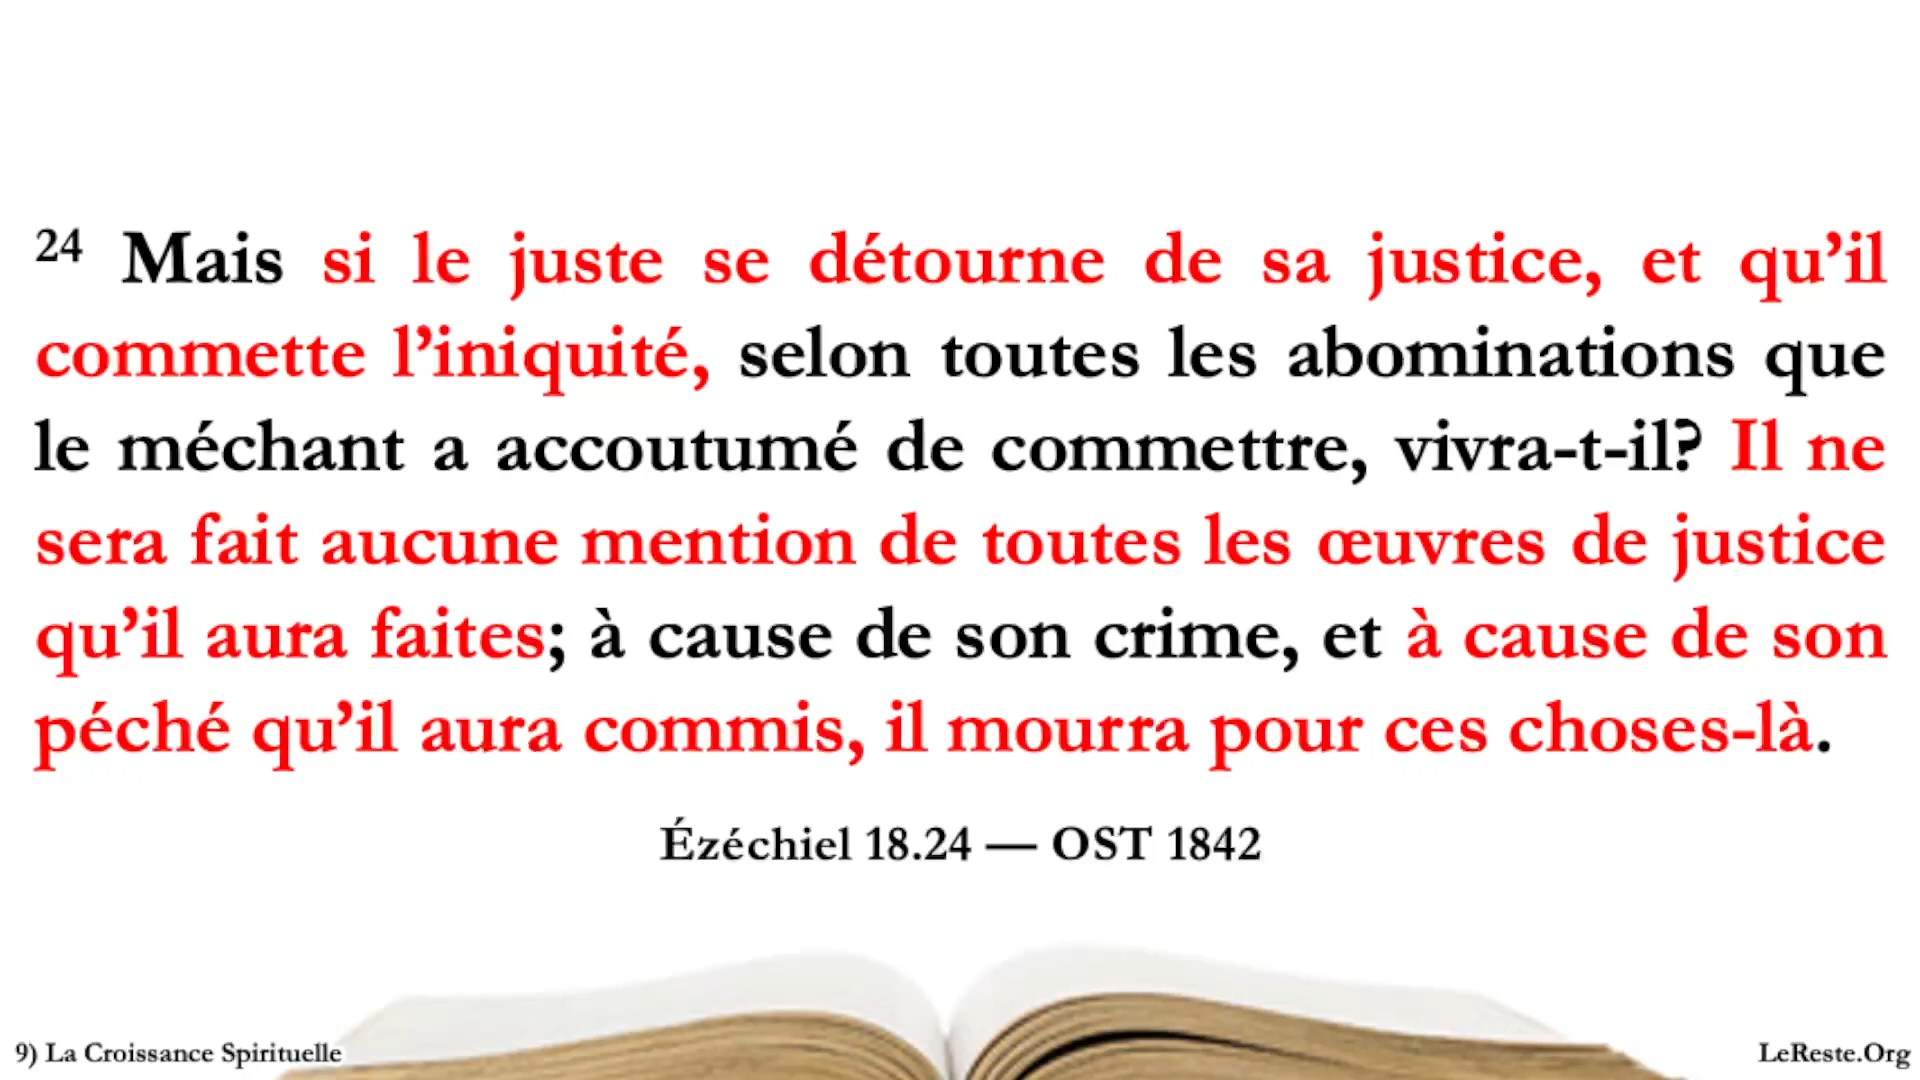 24 Mais si le juste se détourne de sa justice, et qu’il
commette l’iniquité, selon toutes les abominations que
le méchant a accoutumé de commettre, vivra-t-il? Il ne
sera fait aucune mention de toutes les œuvres de justice
qu’il aura faites; à cause de son crime, et à cause de son
péché qu’il aura commis, il mourra pour ces choses-là.
Ézéchiel 18.24 — OST 1842
9) La Croissance Spirituelle
LeReste.Org